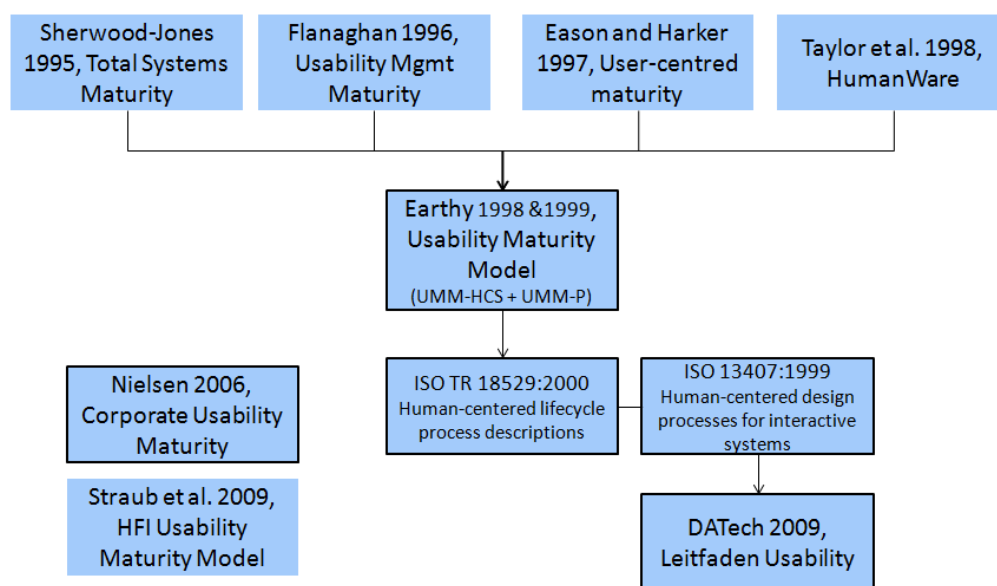 Sherwood-Jones
1995, Total Systems
Maturity
Flanaghan 1996,
Usability Mgmt
Maturity
Eason and Harker
1997, User-centred
maturity
Taylor et al. 1998,
HumanWare
Earthy 1998 &1999,
Usability Maturity
Model
(UMM-HCS + UMM-P)
ISO TR 18529:2000
Human-centered lifecycle
process descriptions
ISO 13407:1999
Human-centered design
processes for interactive
systems
Nielsen 2006,
Corporate Usability
Maturity
Straub et al. 2009,
HFI Usability
Maturity Model
DATech 2009,
Leitfaden Usability